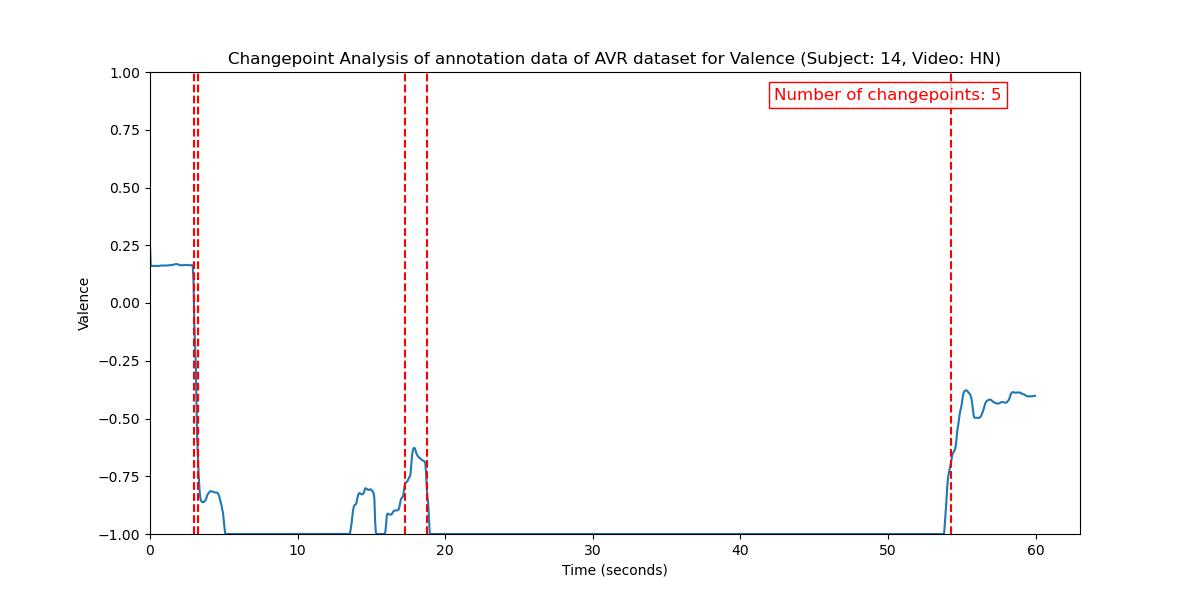 Changepoint Analysis of annotation data of AVR dataset for Valence (Subject: 14, Video: HN)
Number of changepoints: 5
1.00
0.75
0.50
0.25
0.00
−0.25
−0.50
−0.75
−1.00
Valence
0 10 20 30 40 50 60
Time (seconds)